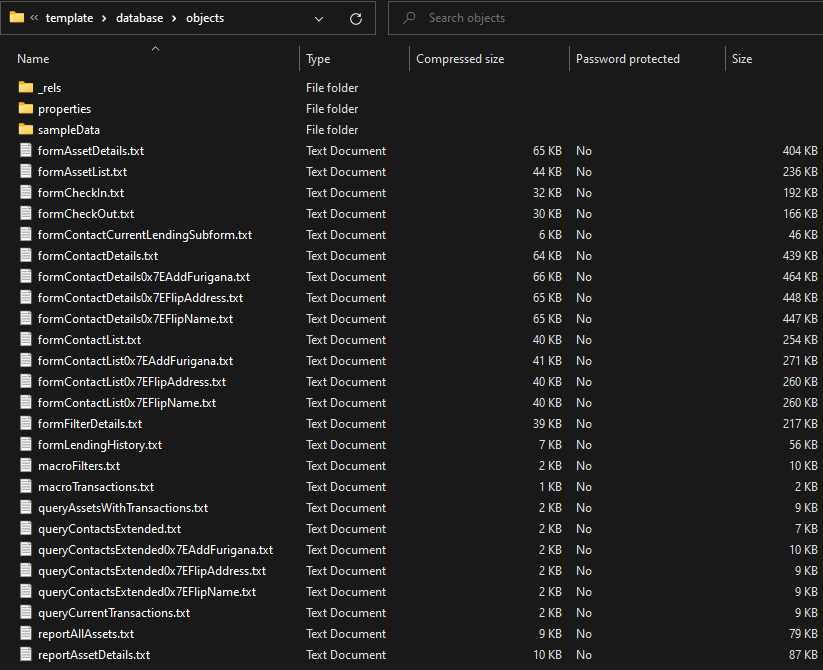 « template › database › objects
Search objects
Name Type Compressed size Password protected Size
_rels File folder
properties File folder
sampleData File folder
formAssetDetails.txt Text Document 65 KB No 404 KB
formAssetList.txt Text Document 44 KB No 236 KB
formCheckIn.txt Text Document 32 KB No 192 KB
formCheckOut.txt Text Document 30 KB No 166 KB
formContactCurrentLendingSubform.txt Text Document 6 KB No 46 KB
formContactDetails.txt Text Document 64 KB No 439 KB
formContactDetails0x7EAddFurigana.txt Text Document 66 KB No 464 KB
formContactDetails0x7EFlipAddress.txt Text Document 65 KB No 448 KB
formContactDetails0x7EFlipName.txt Text Document 65 KB No 447 KB
formContactList.txt Text Document 40 KB No 254 KB
formContactList0x7EAddFurigana.txt Text Document 41 KB No 271 KB
formContactList0x7EFlipAddress.txt Text Document 40 KB No 260 KB
formContactList0x7EFlipName.txt Text Document 40 KB No 260 KB
formFilterDetails.txt Text Document 39 KB No 217 KB
formLendingHistory.txt Text Document 7 KB No 56 KB
macroFilters.txt Text Document 2 KB No 10 KB
macroTransactions.txt Text Document 1 KB No 2 KB
queryAssetsWithTransactions.txt Text Document 2 KB No 9 KB
queryContactsExtended.txt Text Document 2 KB No 7 KB
queryContactsExtended0x7EAddFurigana.txt Text Document 2 KB No 10 KB
queryContactsExtended0x7EFlipAddress.txt Text Document 2 KB No 9 KB
queryContactsExtended0x7EFlipName.txt Text Document 2 KB No 9 KB
queryCurrentTransactions.txt Text Document 2 KB No 9 KB
reportAllAssets.txt Text Document 9 KB No 79 KB
reportAssetDetails.txt Text Document 10 KB No 87 KB